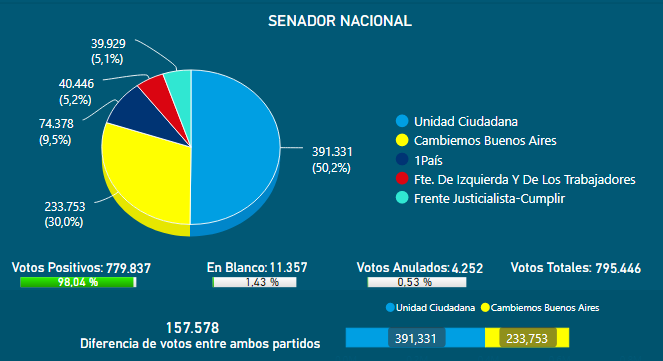 SENADOR NACIONAL
39.929
(5,1%)
40.446
(5,2%)
74.378
(9,5%)
233.753
(30,0%)
391.331
(50,2%)
Unidad Ciudadana
Cambiemos Buenos Aires
1País
Fte. De Izquierda Y De Los Trabajadores
Frente Justicialista-Cumplir
Votos Positivos: 779.837
98,04 %
En Blanco: 11.357
1,43 %
Votos Anulados: 4.252
0,53 %
Votos Totales: 795.446
157.578
Diferencia de votos entre ambos partidos
Unidad Ciudadana Cambiemos Buenos Aires
391,331 233,753